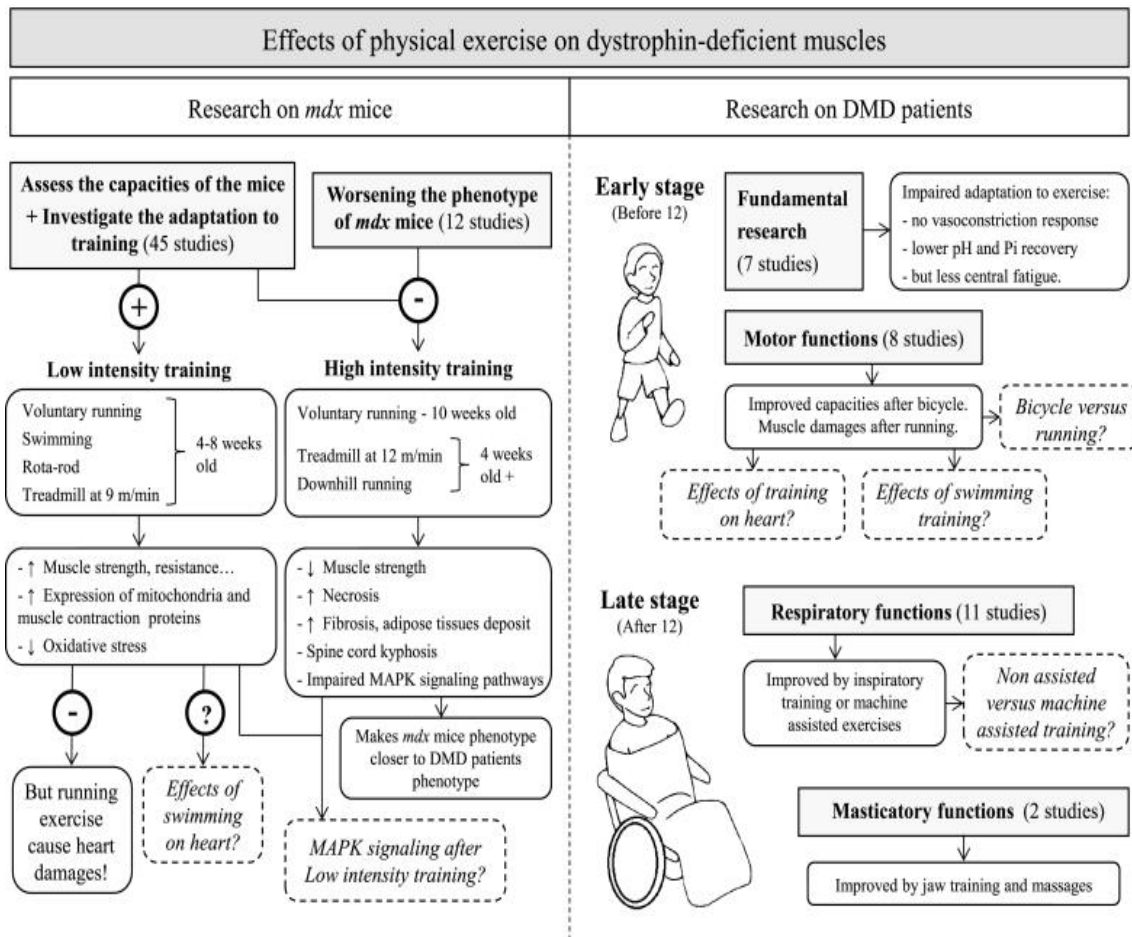 Effects of physical exercise on dystrophin-deficient muscles
Research on mdx mice
Research on DMD patients
Assess the capacities of the mice
+ Investigate the adaptation to
training (45 studies)
Worsening the phenotype
of mdx mice (12 studies)
+
-
Low intensity training
High intensity training
Voluntary running
Swimming
Rota-rod
Treadmill at 9 m/min
4-8 weeks
old
Voluntary running - 10 weeks old
Treadmill at 12 m/min
Downhill running
4 weeks
old +
- ↑ Muscle strength, resistance…
- ↑ Expression of mitochondria and
muscle contraction proteins
- ↓ Oxidative stress
- ↓ Muscle strength
- ↑ Necrosis
- ↑ Fibrosis, adipose tissues deposit
- Spine cord kyphosis
- Impaired MAPK signaling pathways
-
?
Makes mdx mice phenotype
closer to DMD patients
phenotype
But running
exercise
cause heart
damages!
Effects of
swimming
on heart?
MAPK signaling after
Low intensity training?
Early stage
(Before 12)
Fundamental
research
(7 studies)
Impaired adaptation to exercise:
- no vasoconstriction response
- lower pH and Pi recovery
- but less central fatigue.
Motor functions (8 studies)
Improved capacities after bicycle.
Muscle damages after running.
Bicycle versus
running?
Effects of training
on heart?
Effects of swimming
training?
Late stage
(After 12)
Respiratory functions (11 studies)
Improved by inspiratory
training or machine
assisted exercises
Non assisted
versus machine
assisted training?
Masticatory functions (2 studies)
Improved by jaw training and massages